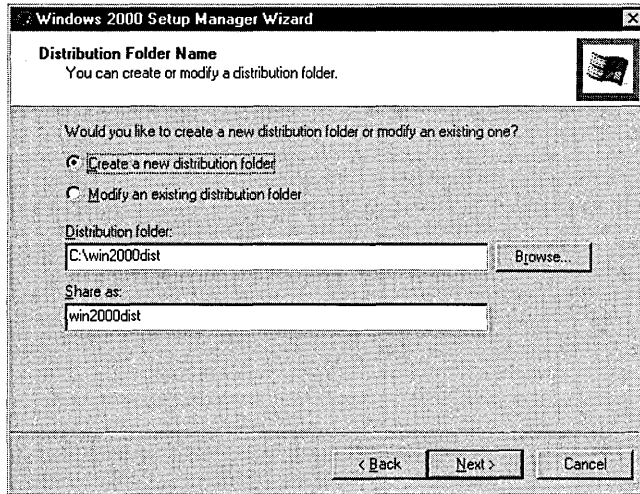 Windows 2000 Setup Manager Wizard
Distribution Folder Name
You can create or modify a distribution folder.
Would you like to create a new distribution folder or modify an existing one?
Create a new distribution folder
Modify an existing distribution folder
Distribution folder:
C:\win2000dist
Browse...
Share as:
win2000dist
< Back
Next >
Cancel